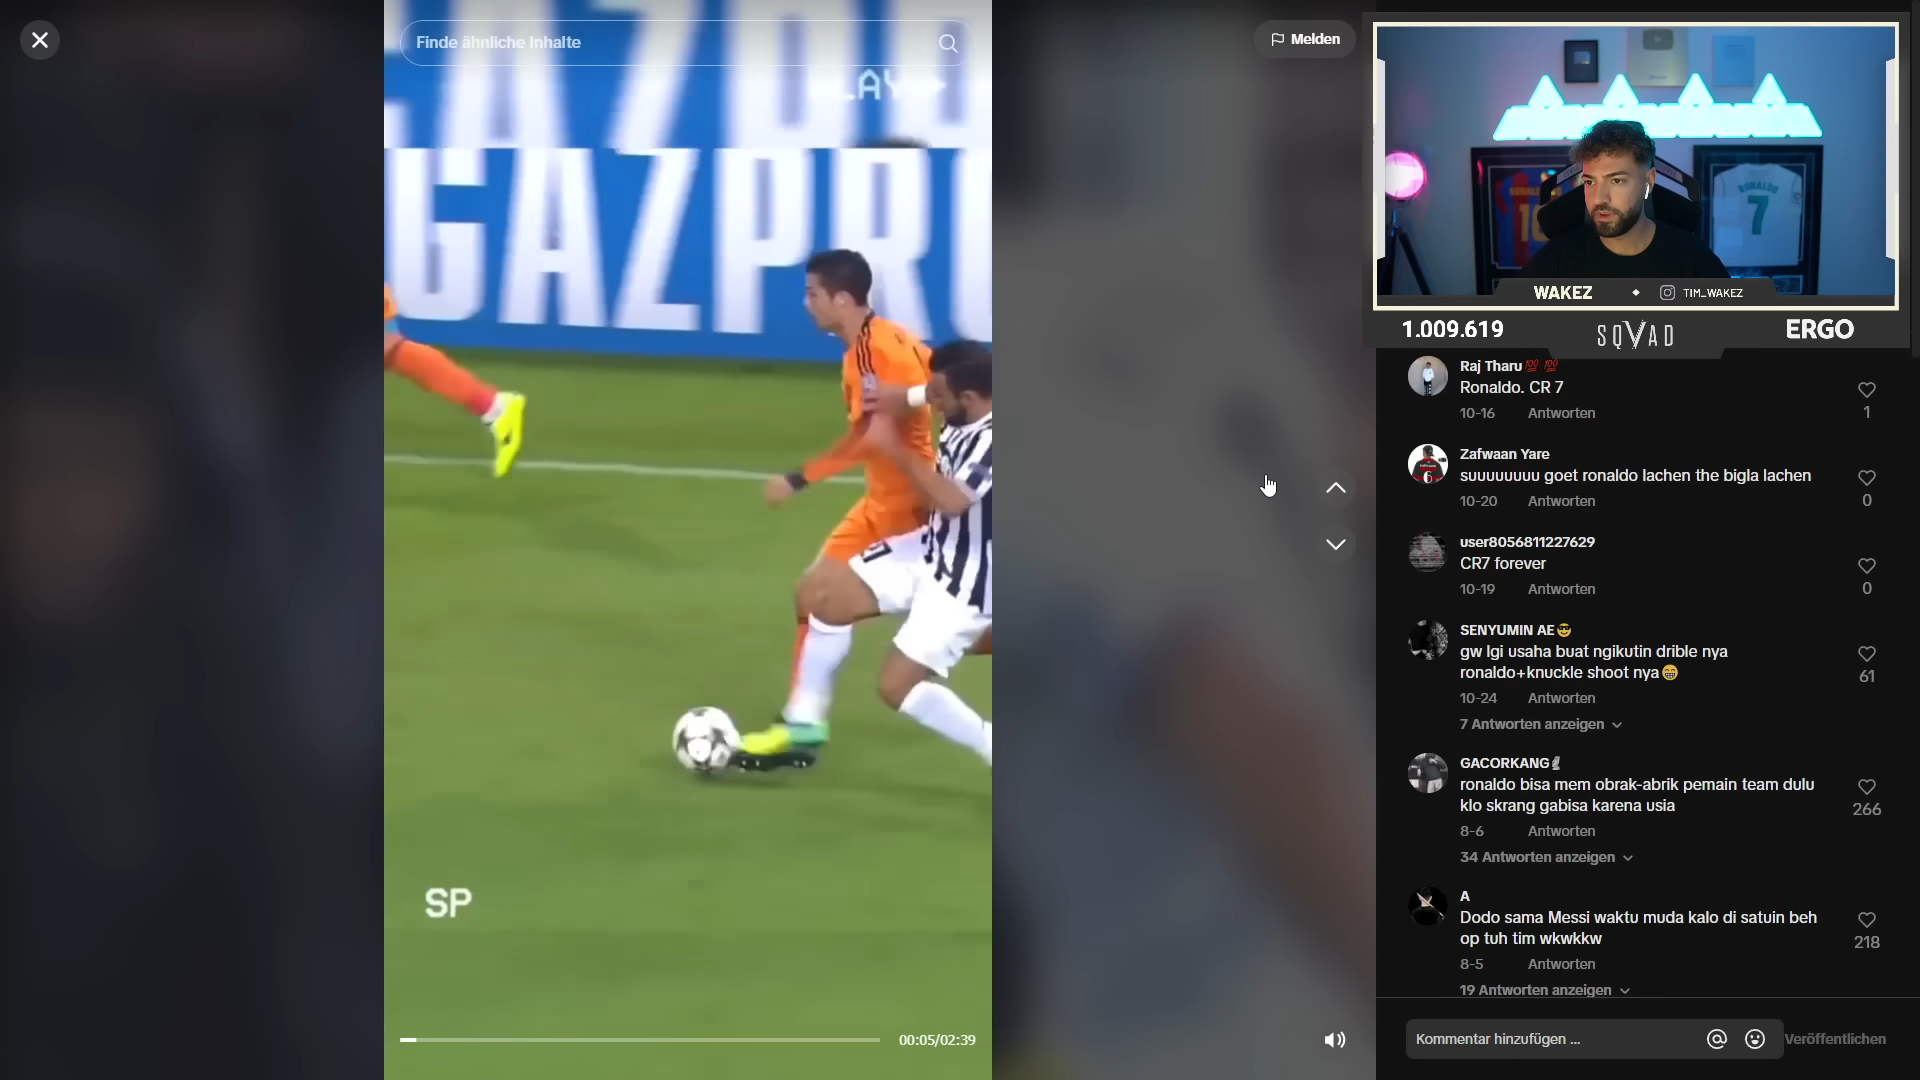 Finde ähnliche Inhalte
Melden
LAY
GAZPR
RONALDO
7
WAKEZ
TIM_WAKEZ
1.009.619
SQVAD
ERGO
Raj Tharu💯 💯
Ronaldo. CR 7
10-16 Antworten
1
Zafwaan Yare
suuuuuuuuu goet ronaldo lachen the bigla lachen
10-20 Antworten
0
user8056811227629
CR7 forever
10-19 Antworten
0
SENYUMIN AE😎
gw lgi usaha buat ngikutin drible nya
ronaldo+knuckle shoot nya😁
10-24 Antworten
61
7 Antworten anzeigen
GACORKANG
ronaldo bisa mem obrak-abrik pemain team dulu
klo skrang gabisa karena usia
8-6 Antworten
266
34 Antworten anzeigen
A
Dodo sama Messi waktu muda kalo di satuin beh
op tuh tim wkwkkw
8-5 Antworten
218
19 Antworten anzeigen
SP
00:05/02:39
Kommentar hinzufügen ...
Veröffentlichen